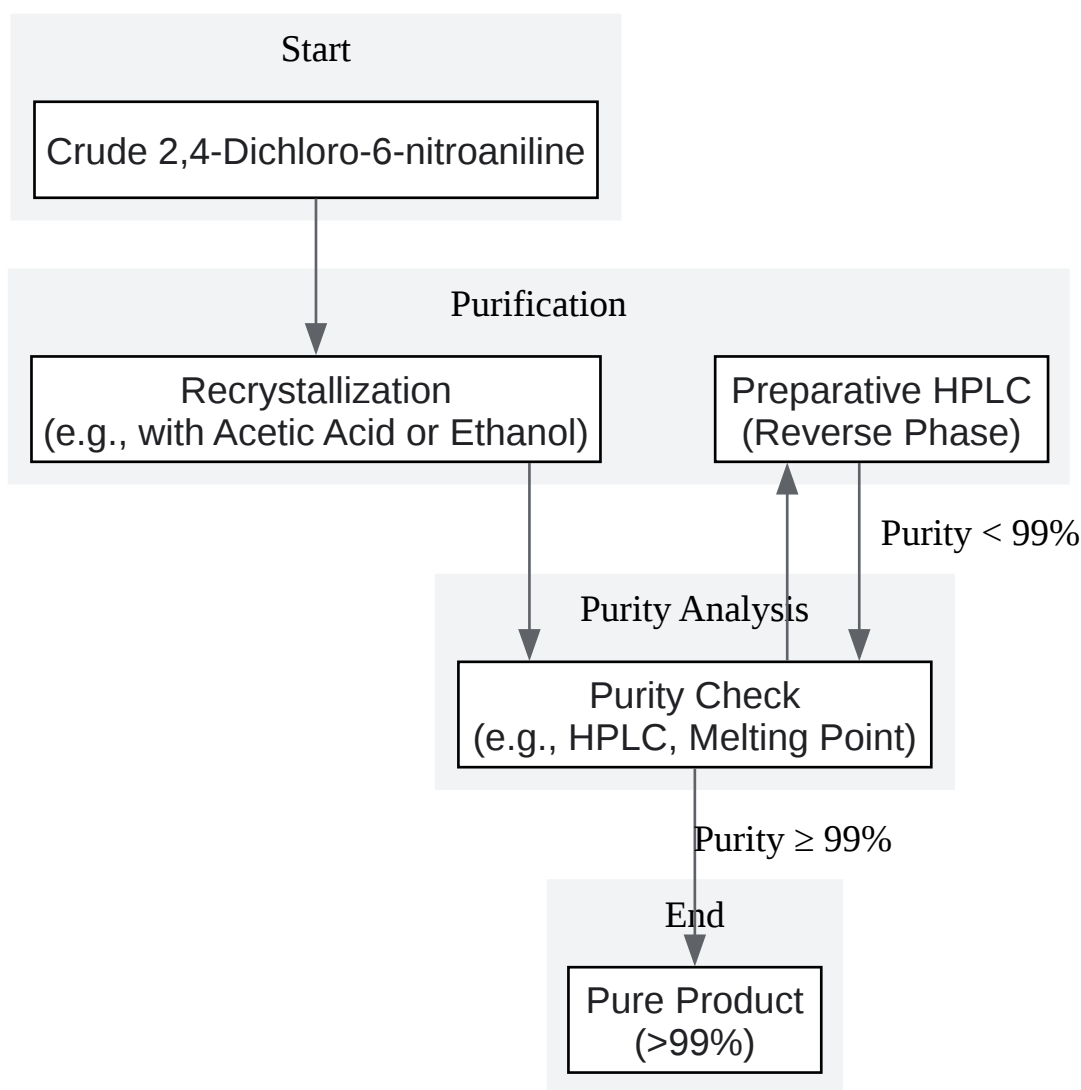 Start
Crude 2,4-Dichloro-6-nitroaniline
Purification
Recrystallization
(e.g., with Acetic Acid or Ethanol)
Preparative HPLC
(Reverse Phase)
Purity < 99%
Purity Analysis
Purity Check
(e.g., HPLC, Melting Point)
Purity ≥ 99%
End
Pure Product
(>99%)